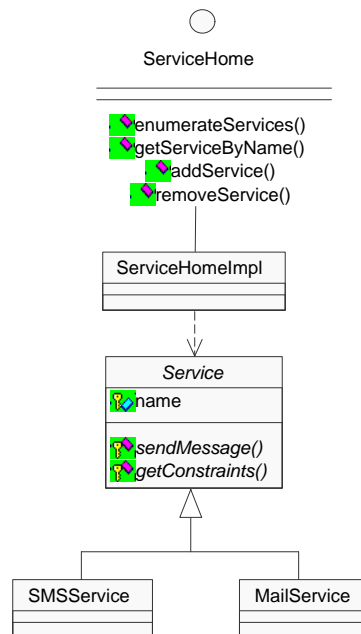 ServiceHome
enumerateServices()
getServiceByName()
addService()
removeService()
ServiceHomeImpl
Service
name
sendMessage()
getConstraints()
SMSService
MailService